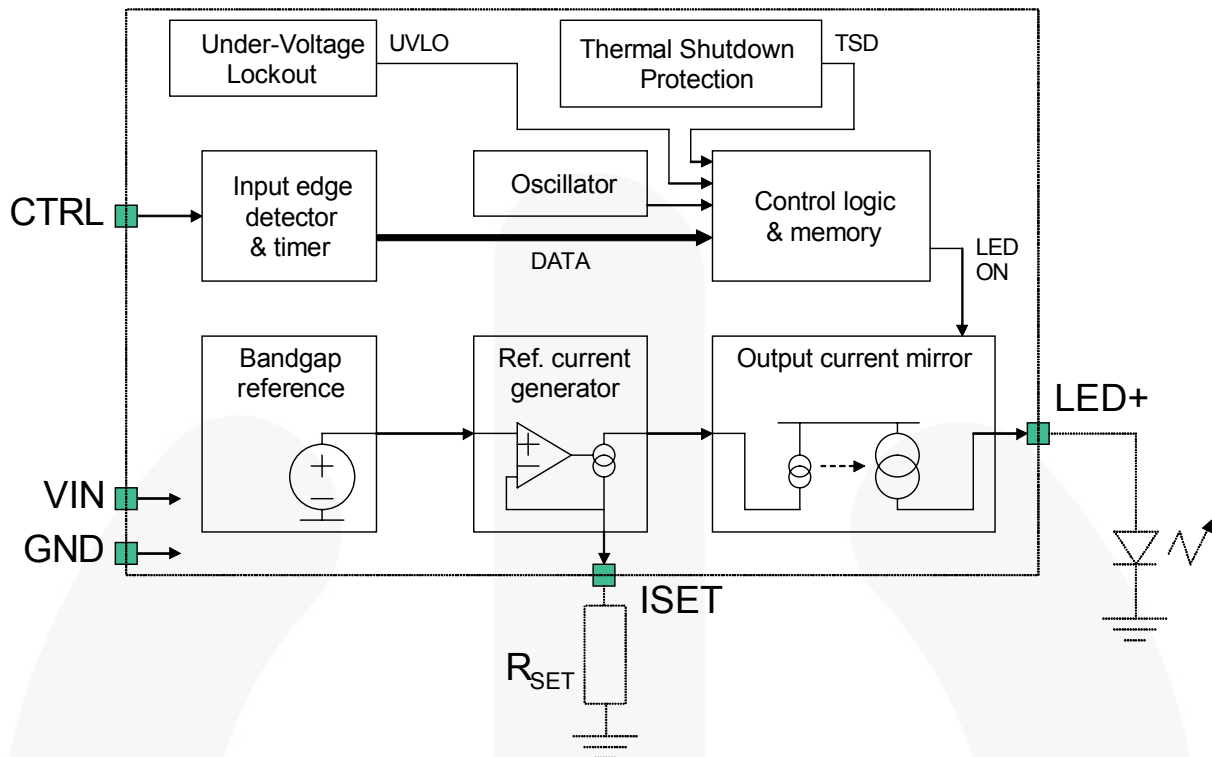 Under-Voltage
Lockout
UVLO
Thermal Shutdown
Protection
TSD
CTRL
Input edge
detector
& timer
Oscillator
Control logic
& memory
DATA
LED
ON
Bandgap
reference
Ref. current
generator
Output current mirror
LED+
VIN
GND
ISET
RSET